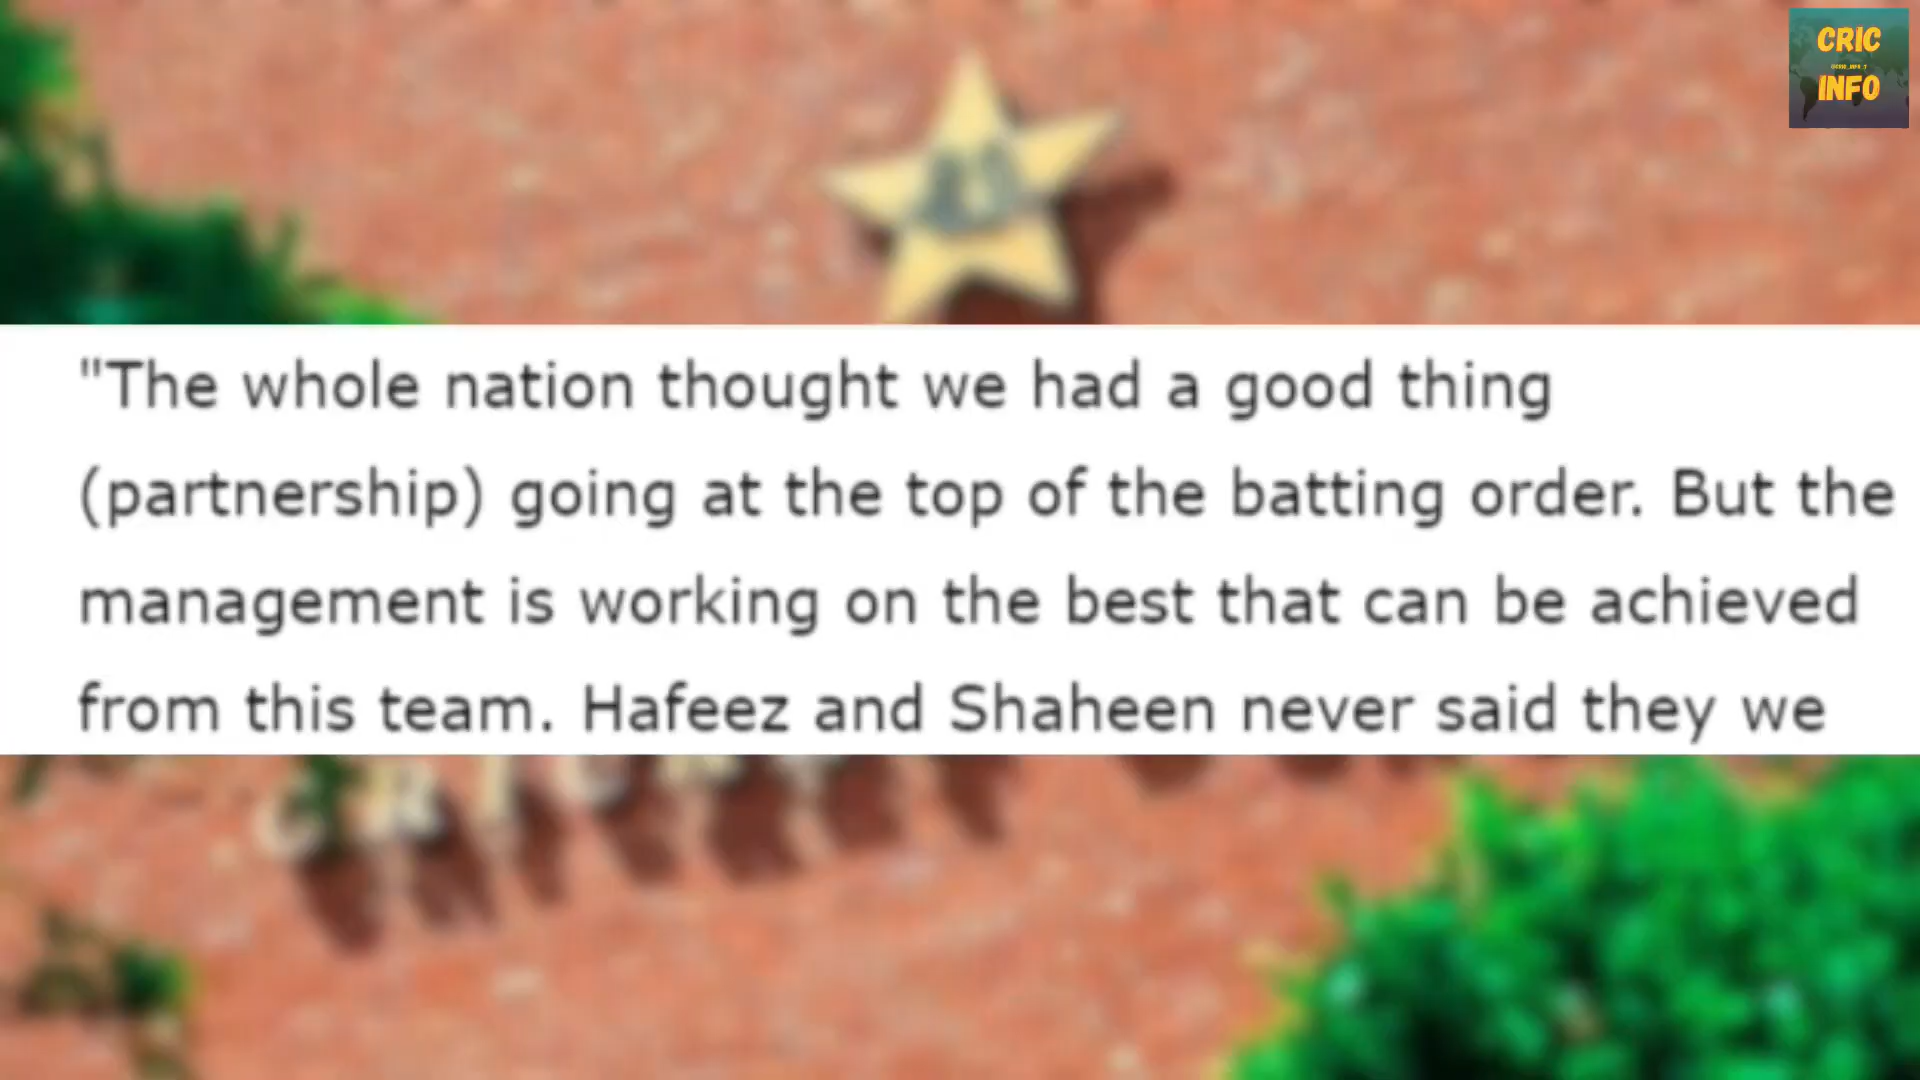 CRIC
INFO
"The whole nation thought we had a good thing
(partnership) going at the top of the batting order. But the
management is working on the best that can be achieved
from this team. Hafeez and Shaheen never said they we